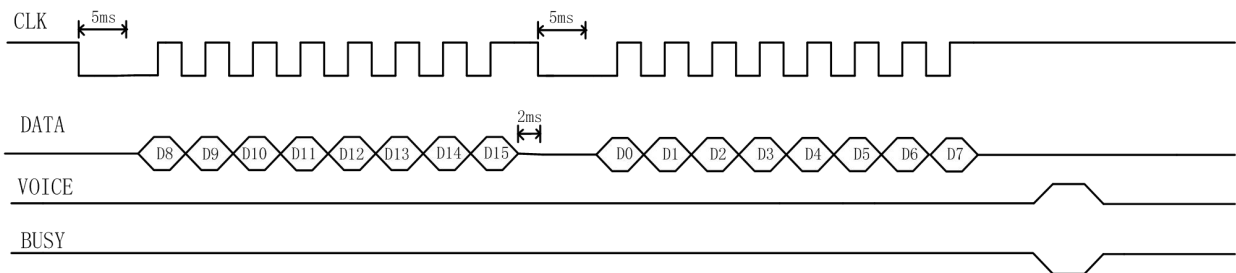 CLK 5ms 5ms
DATA 2ms
D8 D9 D10 D11 D12 D13 D14 D15 D0 D1 D2 D3 D4 D5 D6 D7
VOICE
BUSY